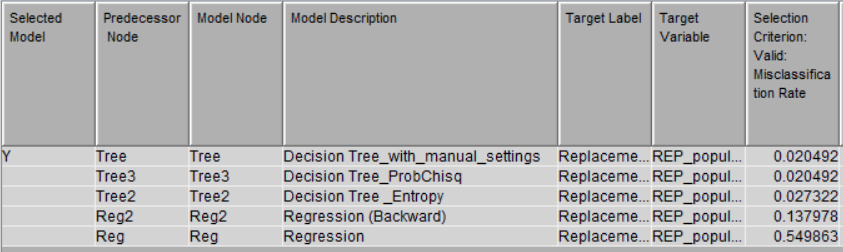 Selected Model Predecessor Node Model Node Model Description Target Label Target Variable Selection Criterion: Valid: Misclassifica tion Rate
Y Tree Tree Decision Tree_with_manual_settings Replaceme... REP_popul... 0.020492
Tree3 Tree3 Decision Tree_ProbChisq Replaceme... REP_popul... 0.020492
Tree2 Tree2 Decision Tree _Entropy Replaceme... REP_popul... 0.027322
Reg2 Reg2 Regression (Backward) Replaceme... REP_popul... 0.137978
Reg Reg Regression Replaceme... REP_popul... 0.549863